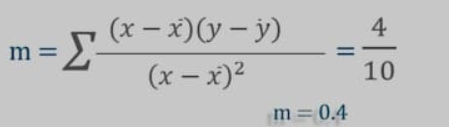 m = ∑ (x − ẋ)(y − ẏ) / (x − ẋ)² = 4 / 10
m = 0.4